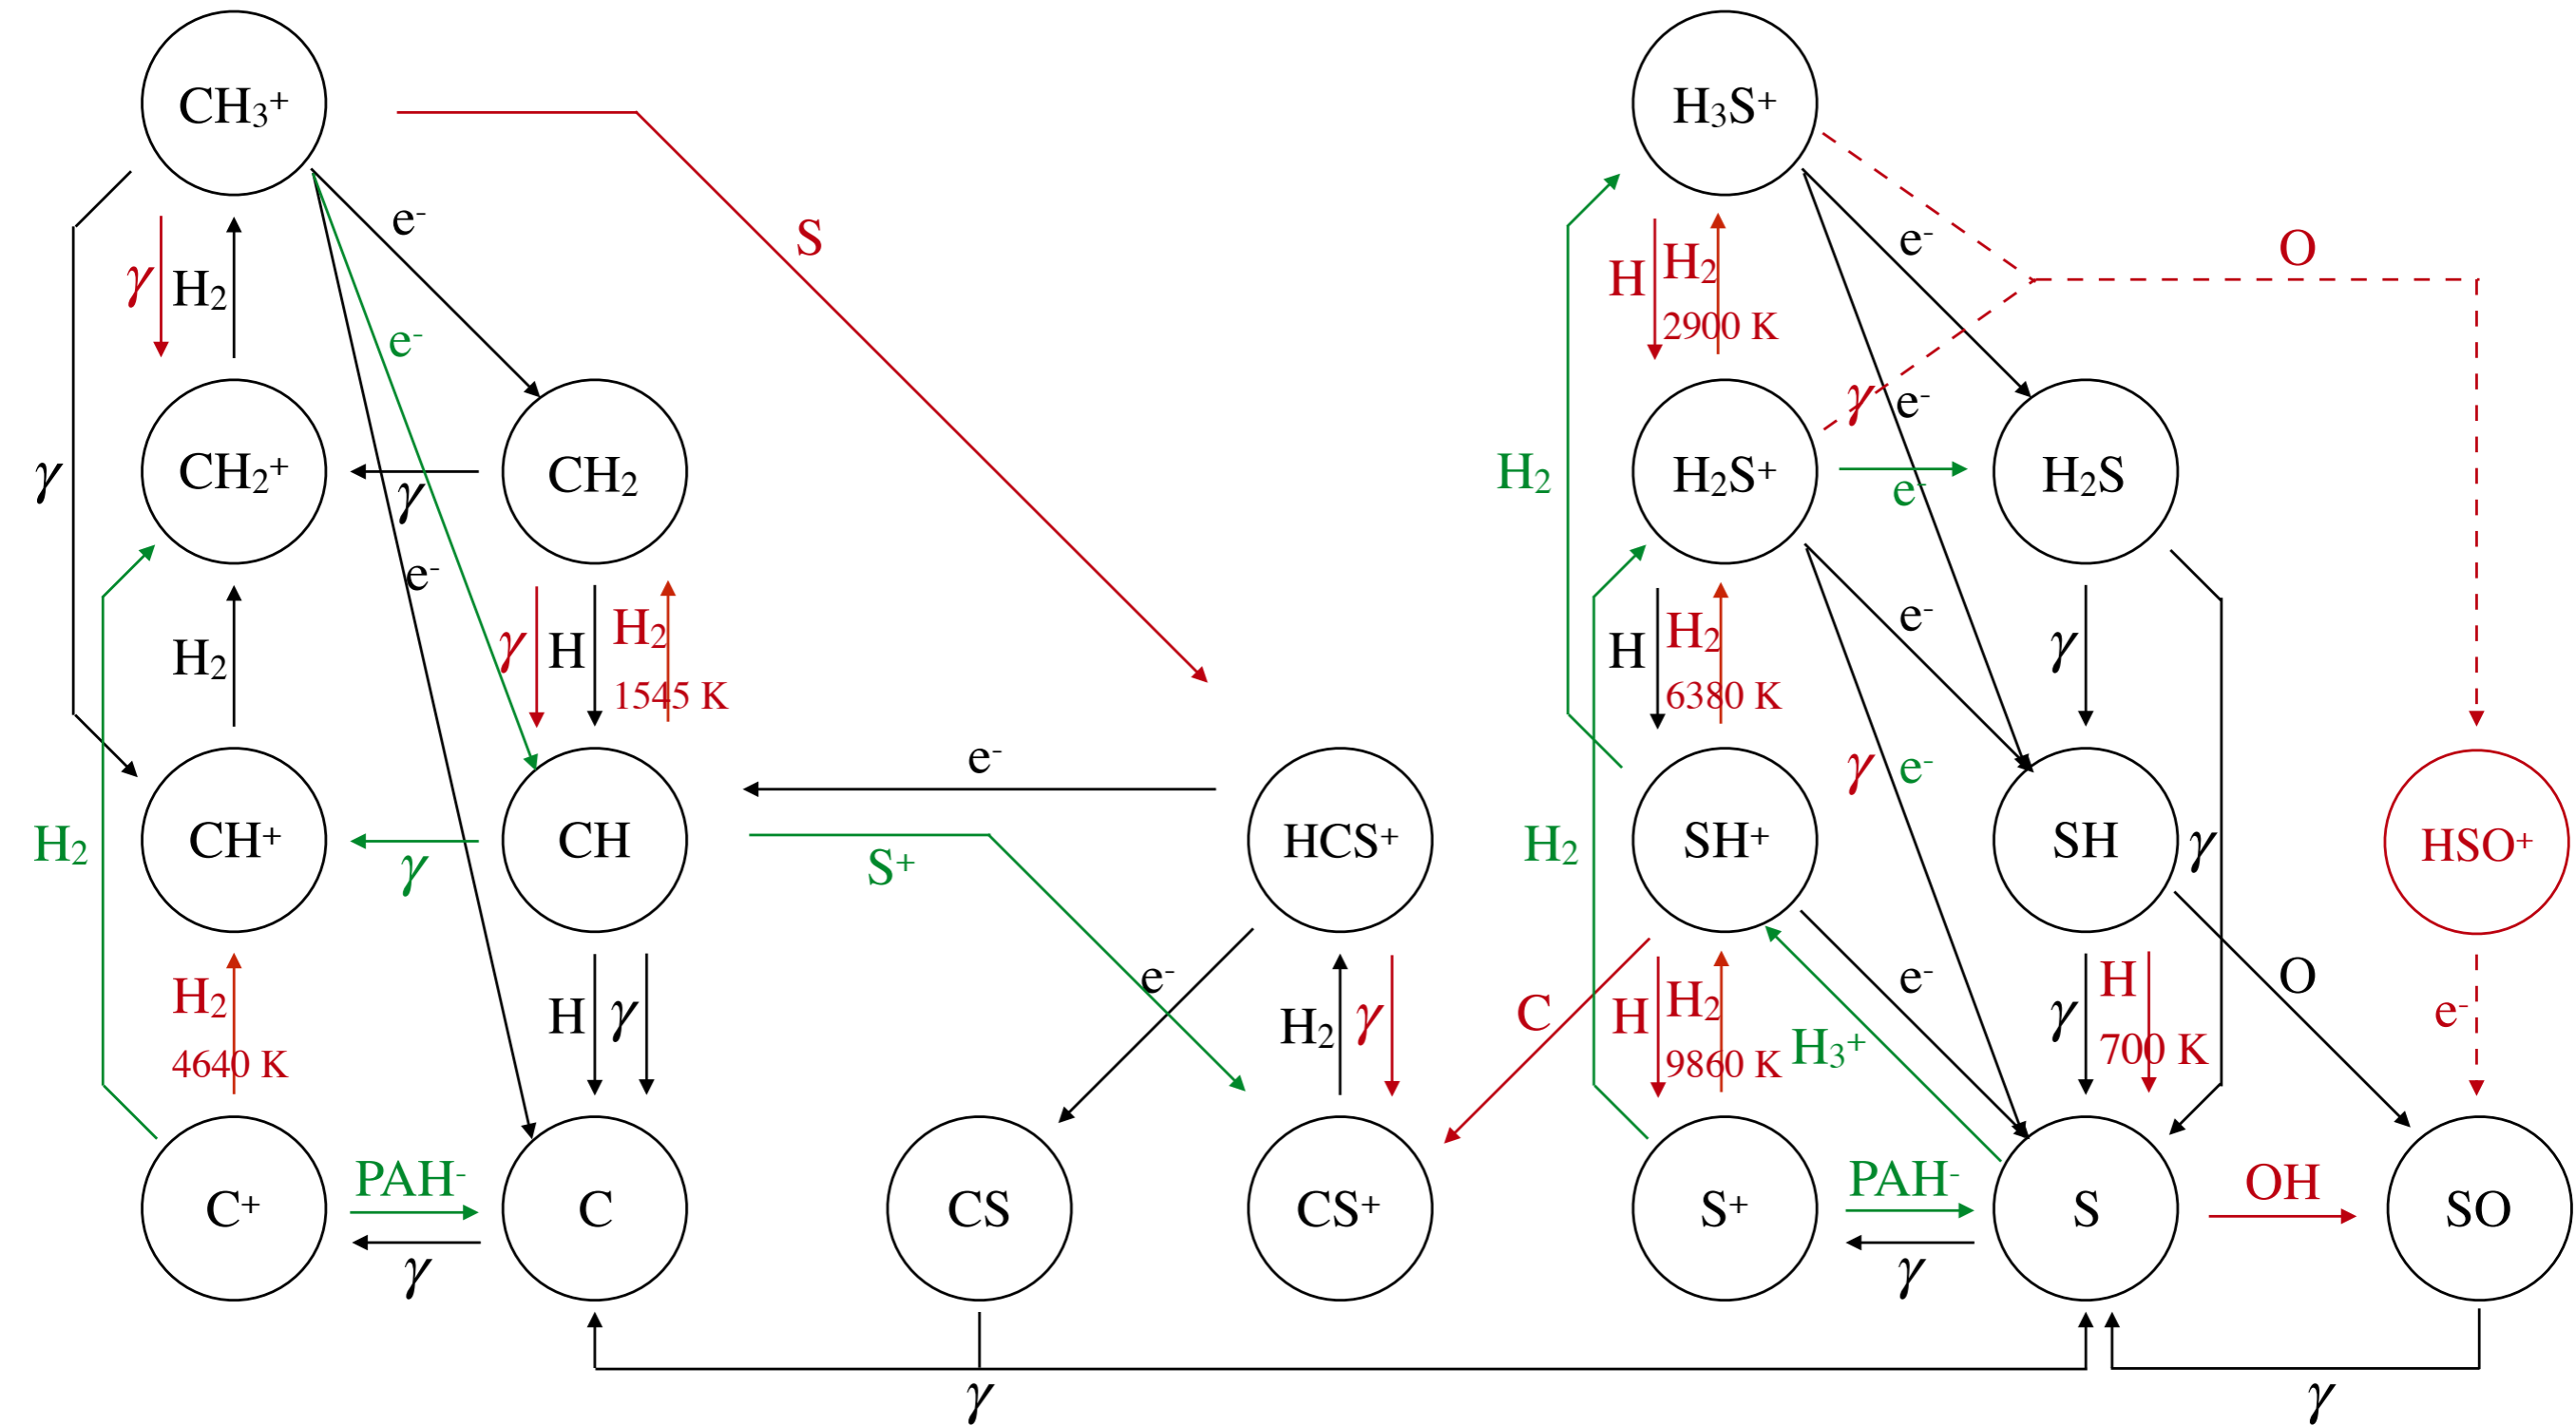 CH₃⁺
H₃S⁺
S
e⁻
e⁻
O
γ
H₂
H
H₂
2900 K
e⁻
γ
e⁻
γ
CH₂⁺
CH₂
H₂S⁺
H₂S
H₂
γ
e⁻
e⁻
H₂
γ
H
H₂
1545 K
H
H₂
6380 K
e⁻
γ
e⁻
γ
e⁻
H₂
CH⁺
CH
HCS⁺
H₂
SH⁺
SH
γ
HSO⁺
γ
S⁺
H₂
4640 K
H
γ
e⁻
H₂
γ
C
H
H₂
9860 K
H₃⁺
e⁻
γ
H
700 K
O
e⁻
C⁺
PAH⁻
γ
C
CS
CS⁺
S⁺
PAH⁻
γ
S
OH
SO
γ
γ